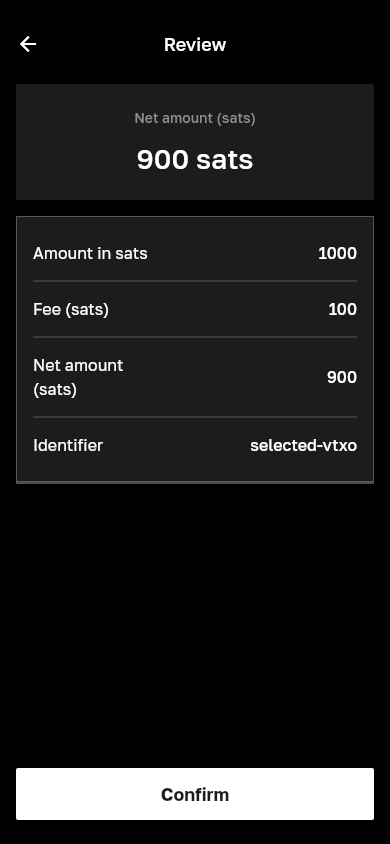 Review
Net amount (sats)
900 sats
Amount in sats 1000
Fee (sats) 100
Net amount
(sats) 900
Identifier selected-vtxo
Confirm